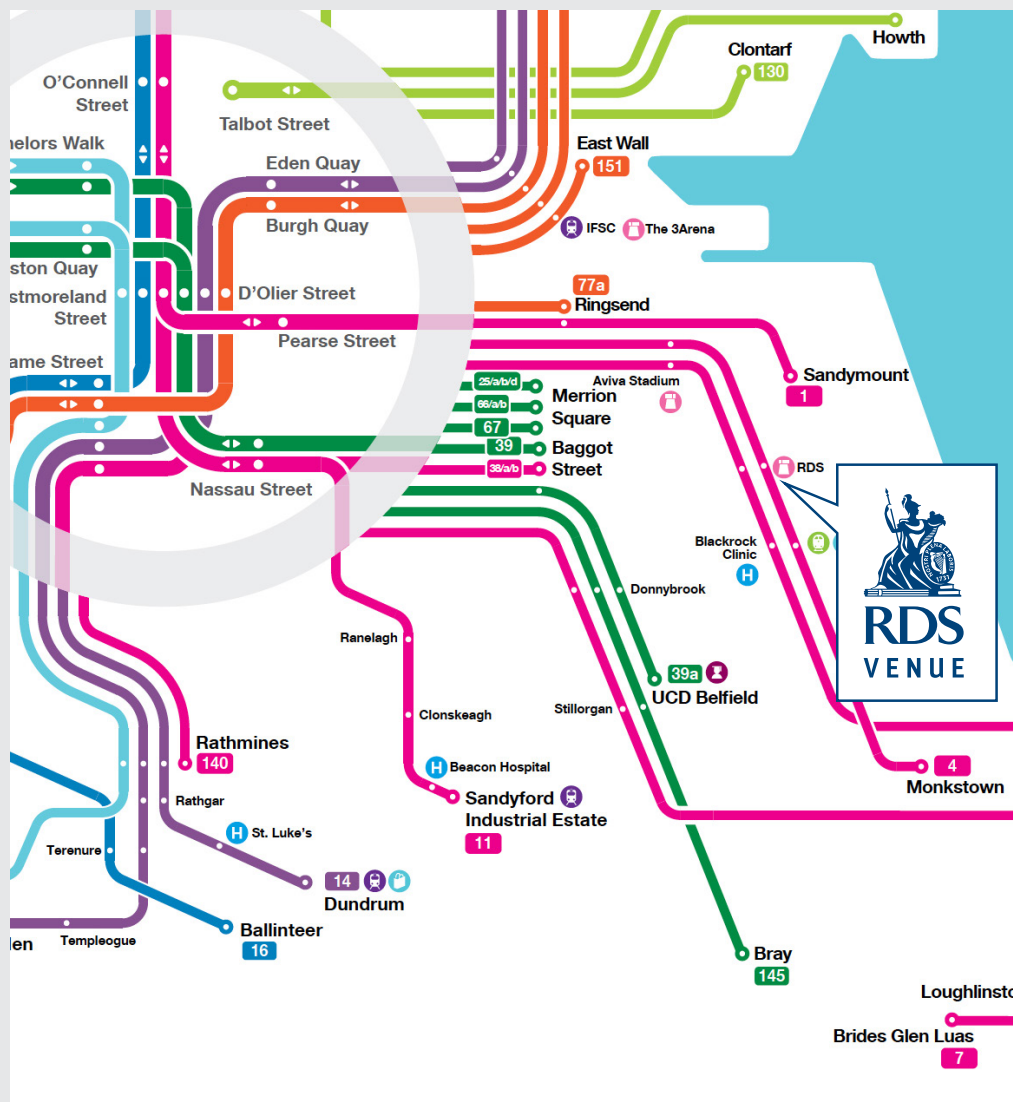 Howth
Clontarf
130
O'Connell
Street
Talbot Street
helors Walk
East Wall
151
Eden Quay
Burgh Quay
IFSC
The 3Arena
ston Quay
77a
Ringsend
stmoreland
Street
D'Olier Street
Pearse Street
ame Street
Aviva Stadium
Sandymount
1
25/a/b/d
66/a/b
67
Merrion
Square
39
38/a/b
Baggot
Street
RDS
Nassau Street
Blackrock
Clinic
H
Donnybrook
NOSTRI PLENA LABORIS
1731
RDS
VENUE
Ranelagh
39a
UCD Belfield
Stillorgan
Clonskeagh
Rathmines
140
H Beacon Hospital
Sandyford
Industrial Estate
11
4
Monkstown
Rathgar
H St. Luke's
Terenure
14
Dundrum
Ballinteer
16
len
Templeogue
Bray
145
Loughlinsto
Brides Glen Luas
7